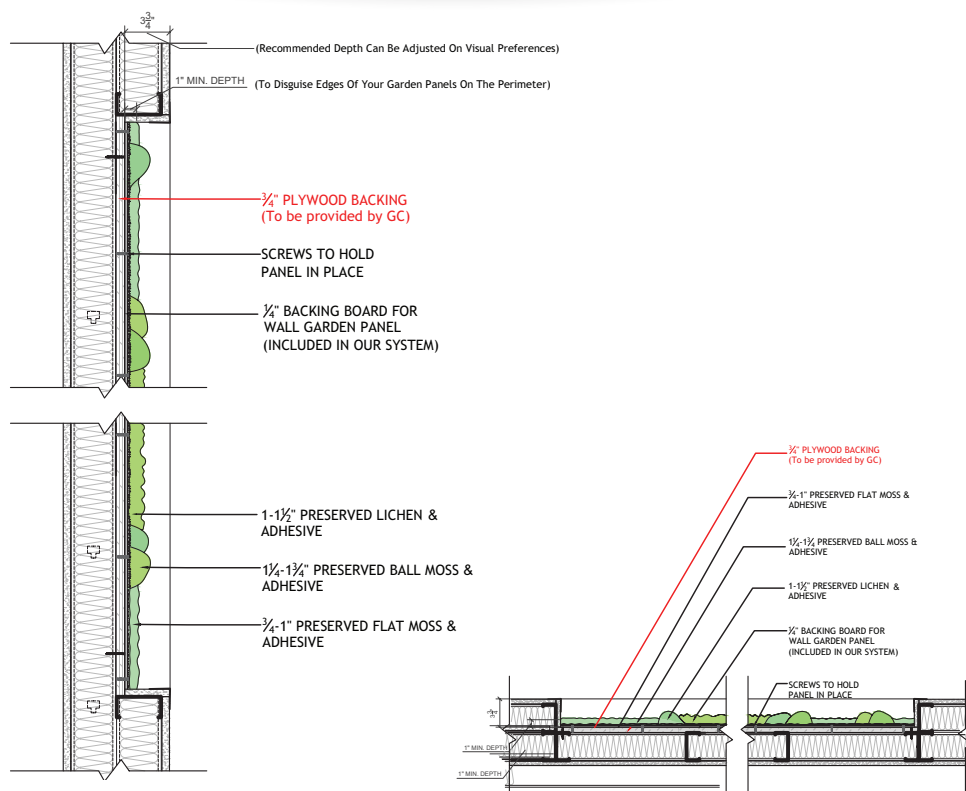 3¾"
(Recommended Depth Can Be Adjusted On Visual Preferences)
1" MIN. DEPTH (To Disguise Edges Of Your Garden Panels On The Perimeter)
¾" PLYWOOD BACKING
(To be provided by GC)
SCREWS TO HOLD
PANEL IN PLACE
¼" BACKING BOARD FOR
WALL GARDEN PANEL
(INCLUDED IN OUR SYSTEM)
1-1½" PRESERVED LICHEN &
ADHESIVE
1¼-1¾" PRESERVED BALL MOSS &
ADHESIVE
¾-1" PRESERVED FLAT MOSS &
ADHESIVE
¾" PLYWOOD BACKING
(To be provided by GC)
¾-1" PRESERVED FLAT MOSS &
ADHESIVE
1¼-1¾ PRESERVED BALL MOSS &
ADHESIVE
1-1½" PRESERVED LICHEN &
ADHESIVE
¼" BACKING BOARD FOR
WALL GARDEN PANEL
(INCLUDED IN OUR SYSTEM)
SCREWS TO HOLD
PANEL IN PLACE
3¾"
1" MIN. DEPTH
1" MIN. DEPTH